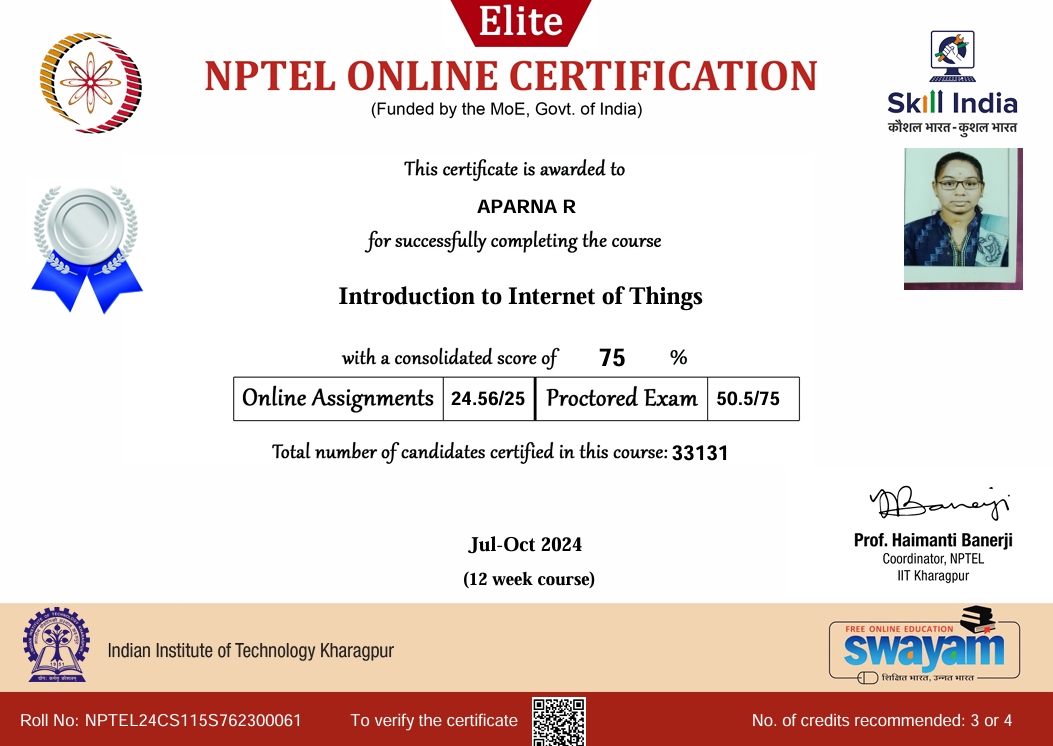 Elite
NPTEL ONLINE CERTIFICATION
(Funded by the MoE, Govt. of India)
Skill India
कौशल भारत - कुशल भारत
This certificate is awarded to
APARNA R
for successfully completing the course
Introduction to Internet of Things
with a consolidated score of 75 %
Online Assignments 24.56/25 Proctored Exam 50.5/75
Total number of candidates certified in this course: 33131
Jul-Oct 2024
(12 week course)
Prof. Haimanti Banerji
Coordinator, NPTEL
IIT Kharagpur
Indian Institute of Technology Kharagpur
FREE ONLINE EDUCATION
swayam
शिक्षित भारत, उन्नत भारत
Roll No: NPTEL24CS115S762300061 To verify the certificate No. of credits recommended: 3 or 4